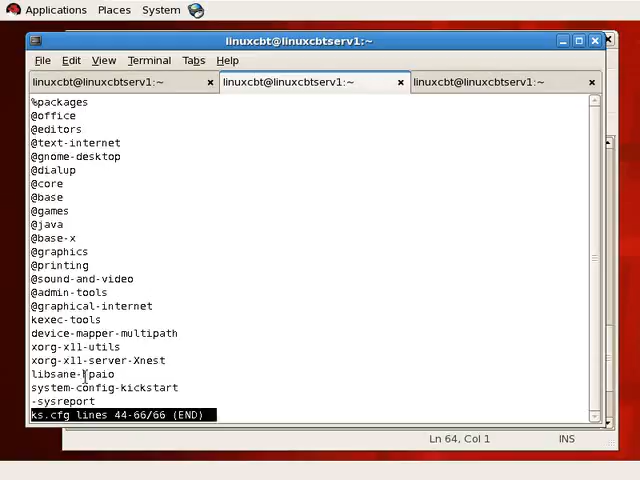 Applications Places System
linuxcbt@linuxcbtserv1:~
File Edit View Terminal Tabs Help
linuxcbt@linuxcbtserv1:~ linuxcbt@linuxcbtserv1:~ linuxcbt@linuxcbtserv1:~
%packages
@office
@editors
@text-internet
@gnome-desktop
@dialup
@core
@base
@games
@java
@base-x
@graphics
@printing
@sound-and-video
@admin-tools
@graphical-internet
kexec-tools
device-mapper-multipath
xorg-x11-utils
xorg-x11-server-Xnest
libsane-hpaio
system-config-kickstart
-sysreport
ks.cfg lines 44-66/66 (END)
Ln 64, Col 1 INS